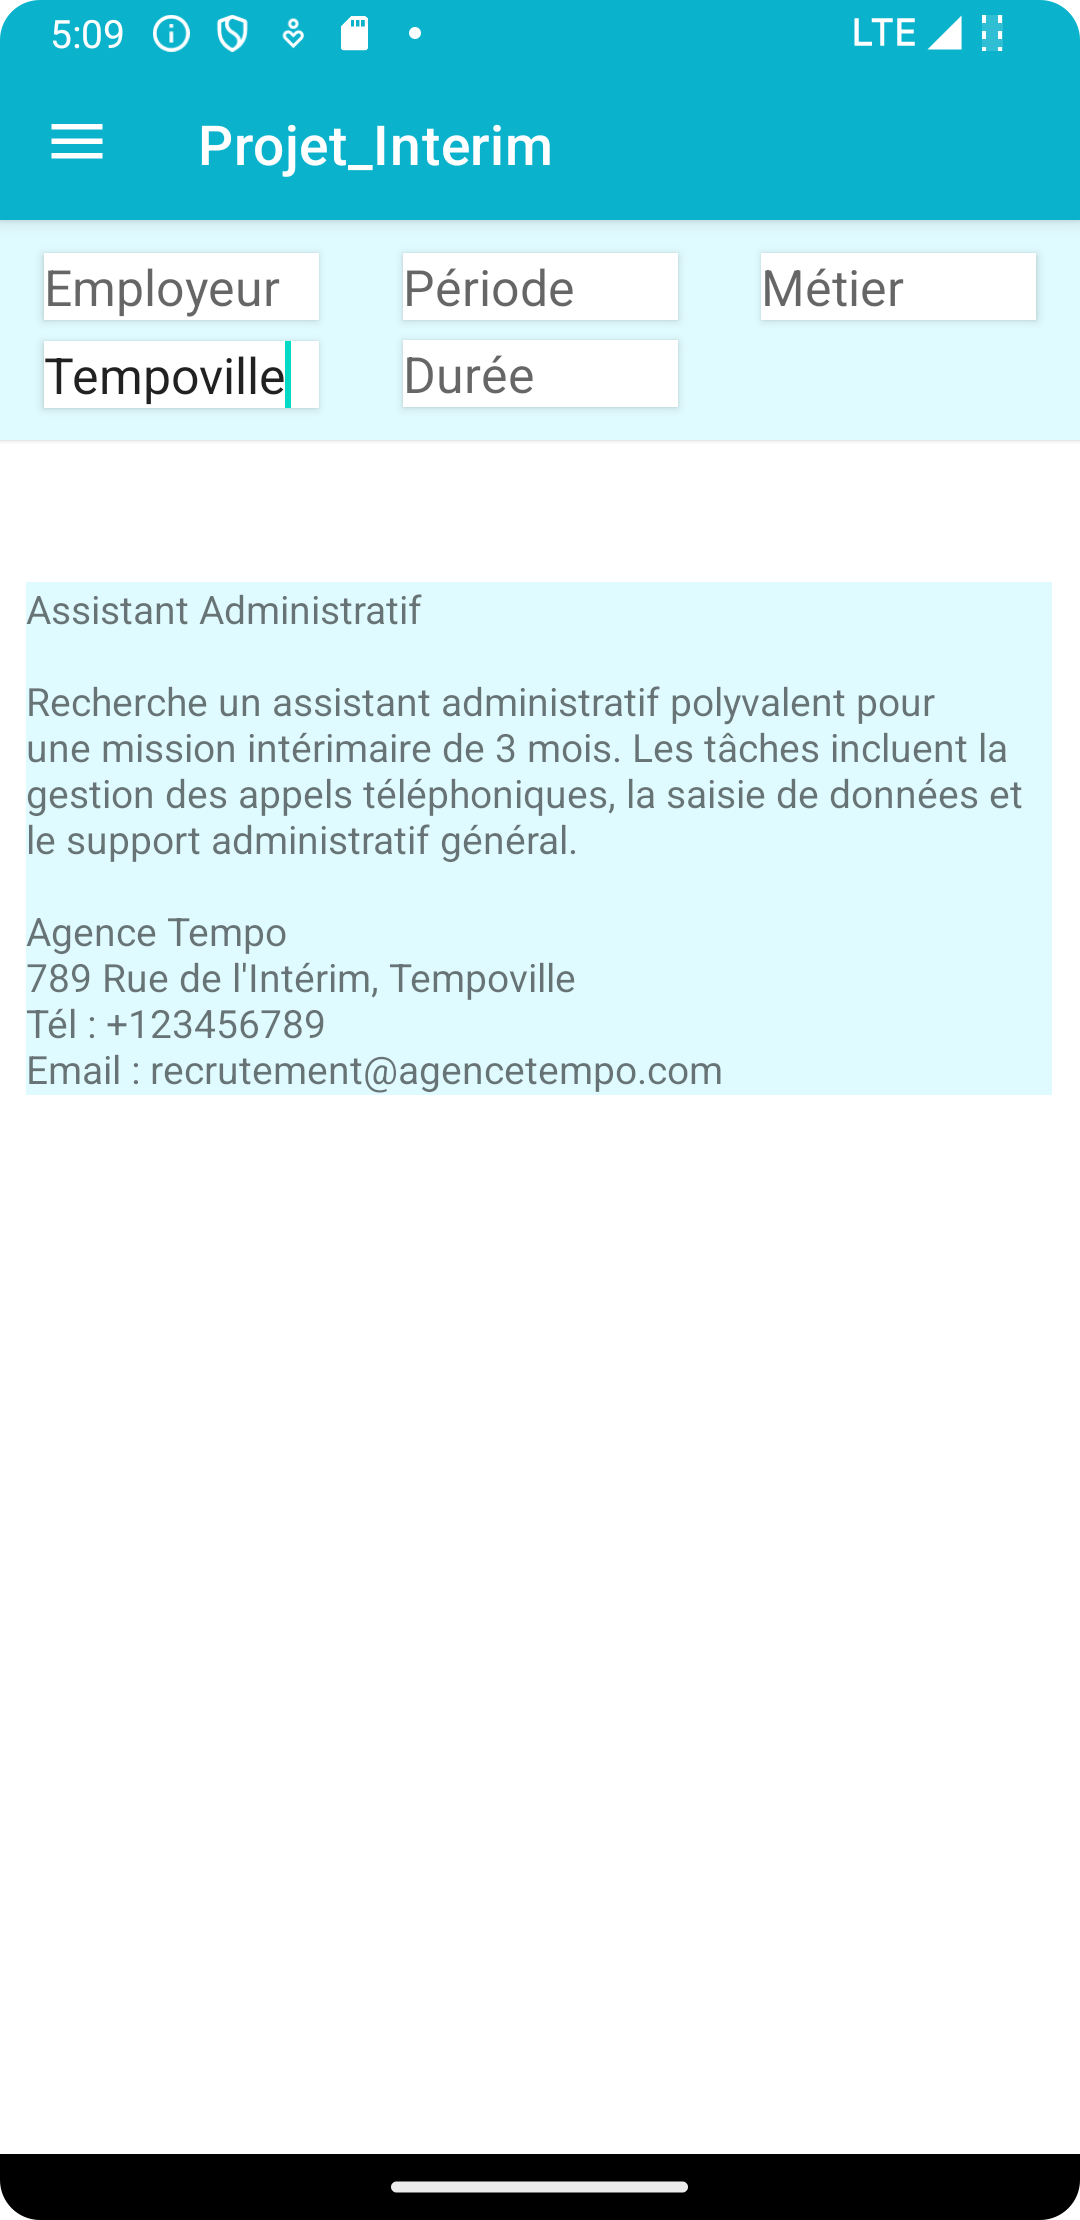 5:09 LTE
Projet_Interim
Employeur Période Métier
Tempoville Durée
Assistant Administratif
Recherche un assistant administratif polyvalent pour
une mission intérimaire de 3 mois. Les tâches incluent la
gestion des appels téléphoniques, la saisie de données et
le support administratif général.
Agence Tempo
789 Rue de l'Intérim, Tempoville
Tél : +123456789
Email : recrutement@agencetempo.com